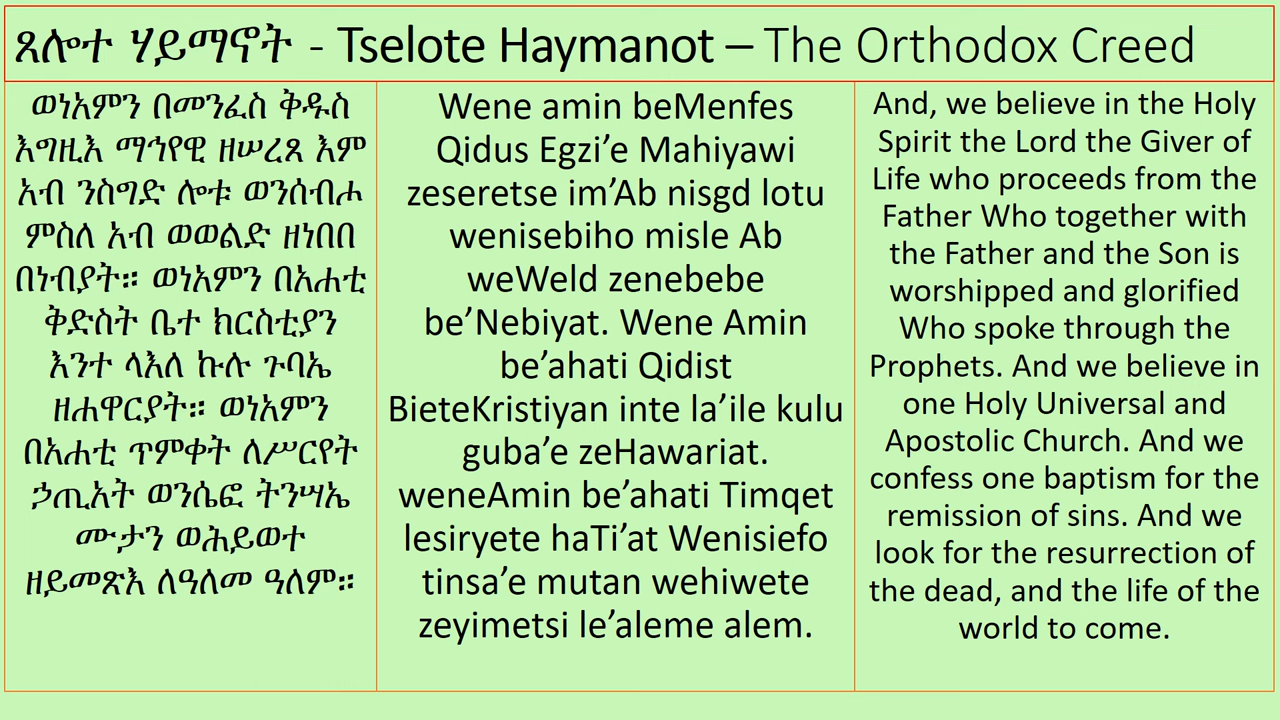 ጸሎተ ሃይማኖት - Tselote Haymanot – The Orthodox Creed
ወነአምን በመንፈስ ቅዱስ
እግዚእ ማኅየዊ ዘሠረጸ እም
አብ ንስግድ ሎቱ ወንሰብሖ
ምስለ አብ ወወልድ ዘነበበ
በነብያት። ወነአምን በአሐቲ
ቅድስት ቤተ ክርስቲያን
እንተ ላእለ ኩሉ ጉባኤ
ዘሐዋርያት። ወነአምን
በአሐቲ ጥምቀት ለሥርየት
ኃጢአት ወንሴፎ ትንሣኤ
ሙታን ወሕይወተ
ዘይመጽእ ለዓለመ ዓለም።
Wene amin beMenfes
Qidus Egzi’e Mahiyawi
zeseretse im’Ab nisgd lotu
wenisebiho misle Ab
weWeld zenebebe
be’Nebiyat. Wene Amin
be’ahati Qidist
BieteKristiyan inte la’ile kulu
guba’e zeHawariat.
weneAmin be’ahati Timqet
lesiryete haTi’at Wenisiefo
tinsa’e mutan wehiwete
zeyimetsi le’aleme alem.
And, we believe in the Holy
Spirit the Lord the Giver of
Life who proceeds from the
Father Who together with
the Father and the Son is
worshipped and glorified
Who spoke through the
Prophets. And we believe in
one Holy Universal and
Apostolic Church. And we
confess one baptism for the
remission of sins. And we
look for the resurrection of
the dead, and the life of the
world to come.